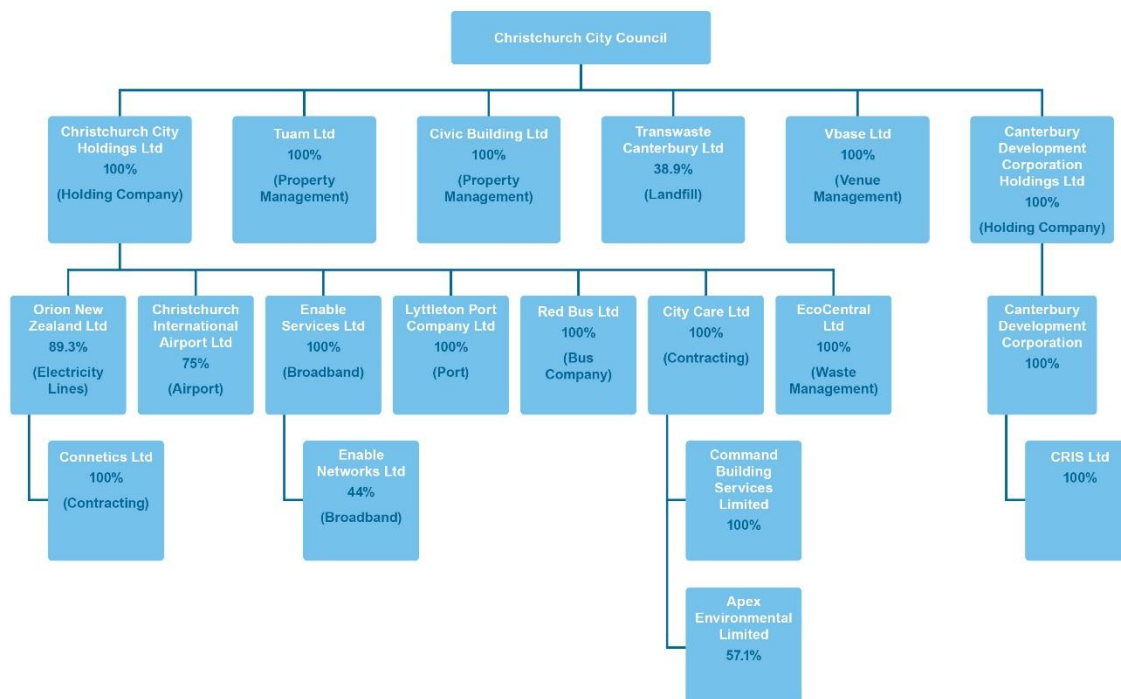 Christchurch City Council
Christchurch City
Holdings Ltd
100%
(Holding Company)
Tuam Ltd
100%
(Property
Management)
Civic Building Ltd
100%
(Property
Management)
Transwaste
Canterbury Ltd
38.9%
(Landfill)
Vbase Ltd
100%
(Venue
Management)
Canterbury
Development
Corporation
Holdings Ltd
100%
(Holding Company)
Orion New
Zealand Ltd
89.3%
(Electricity
Lines)
Christchurch
International
Airport Ltd
75%
(Airport)
Enable
Services Ltd
100%
(Broadband)
Lyttleton Port
Company Ltd
100%
(Port)
Red Bus Ltd
100%
(Bus
Company)
City Care Ltd
100%
(Contracting)
EcoCentral
Ltd
100%
(Waste
Management)
Canterbury
Development
Corporation
100%
Connetics Ltd
100%
(Contracting)
Enable
Networks Ltd
44%
(Broadband)
Command
Building
Services
Limited
100%
CRIS Ltd
100%
Apex
Environmental
Limited
57.1%